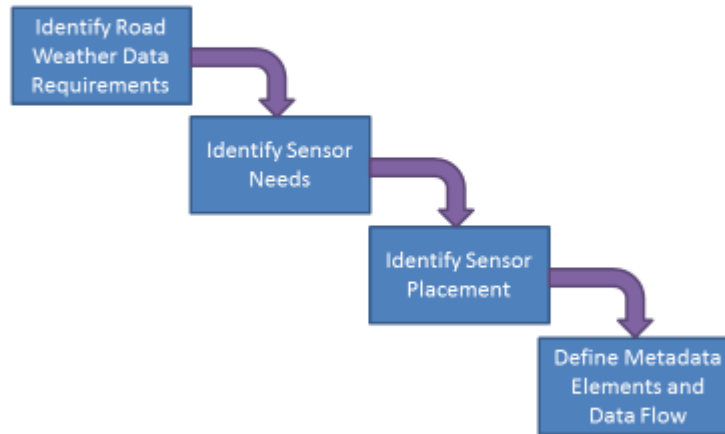 Identify Road
Weather Data
Requirements
Identify Sensor
Needs
Identify Sensor
Placement
Define Metadata
Elements and
Data Flow